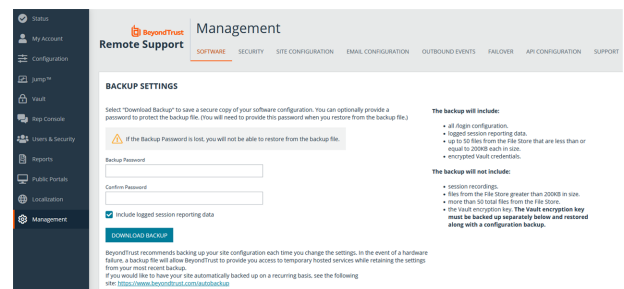 Status
My Account
Configuration
Jump™
Vault
Rep Console
Users & Security
Reports
Public Portals
Localization
Management
BeyondTrust
Remote Support
Management
SOFTWARE SECURITY SITE CONFIGURATION EMAIL CONFIGURATION OUTBOUND EVENTS FAILOVER API CONFIGURATION SUPPORT
BACKUP SETTINGS
Select "Download Backup" to save a secure copy of your software configuration. You can optionally provide a
password to protect the backup file. (You will need to provide this password when you restore from the backup file.)
If the Backup Password is lost, you will not be able to restore from the backup file.
Backup Password
Confirm Password
Include logged session reporting data
DOWNLOAD BACKUP
BeyondTrust recommends backing up your site configuration each time you change the settings. In the event of a hardware
failure, a backup file will allow BeyondTrust to provide you access to temporary hosted services while retaining the settings
from your most recent backup.
If you would like to have your site automatically backed up on a recurring basis, see the following
site: https://www.beyondtrust.com/autobackup
The backup will include:
• all /login configuration.
• logged session reporting data.
• up to 50 files from the File Store that are less than or
equal to 200KB each in size.
• encrypted Vault credentials.
The backup will not include:
• session recordings.
• files from the File Store greater than 200KB in size.
• more than 50 total files from the File Store.
• the Vault encryption key. The Vault encryption key
must be backed up separately below and restored
along with a configuration backup.